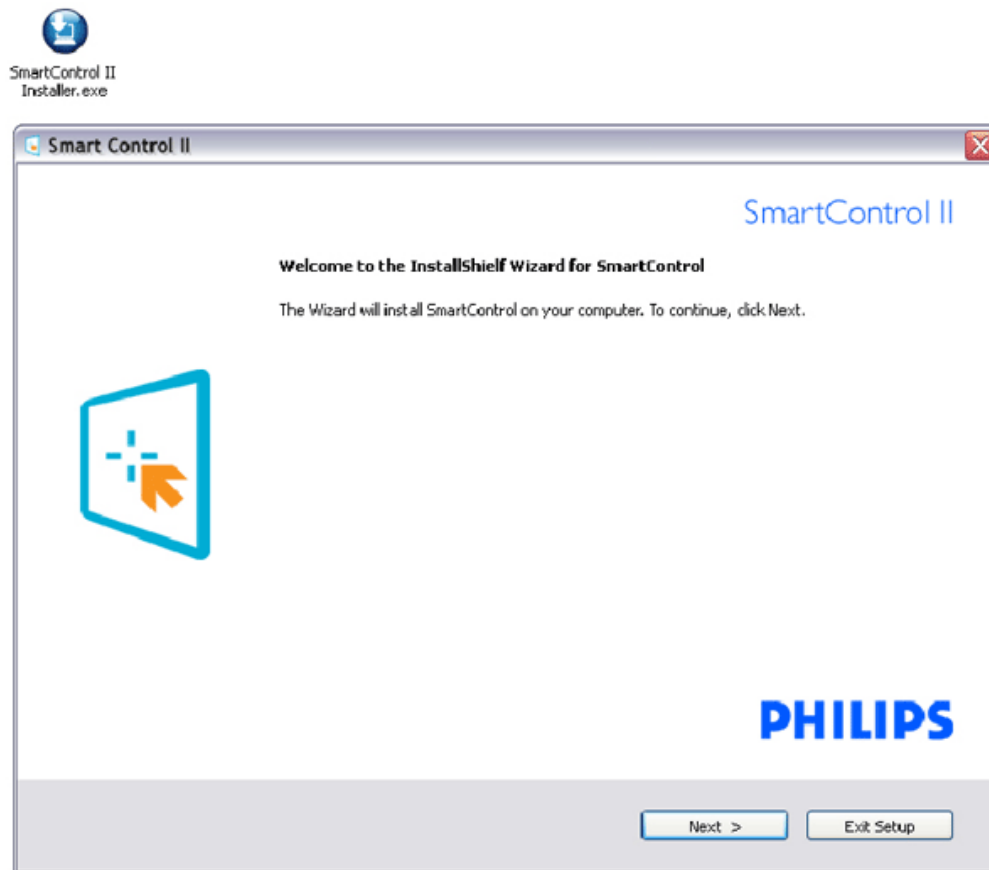 SmartControl II
Installer.exe
Smart Control II
SmartControl II
Welcome to the InstallShielf Wizard for SmartControl
The Wizard will install SmartControl on your computer. To continue, click Next.
PHILIPS
Next >
Exit Setup